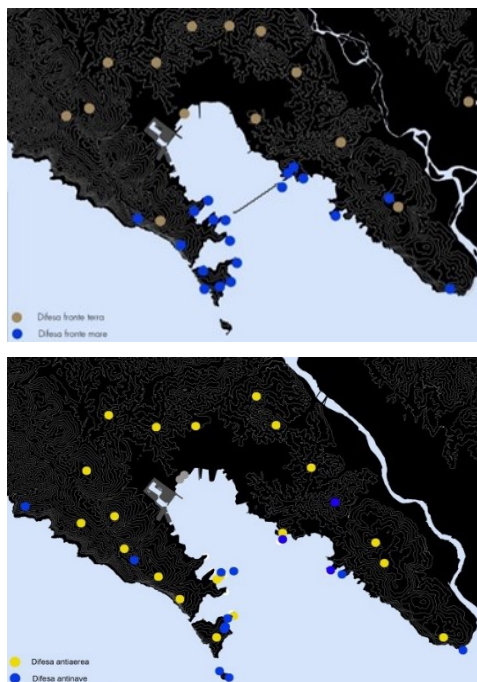 Difesa fronte terra
Difesa fronte mare
Difesa antiaerea
Difesa antinave